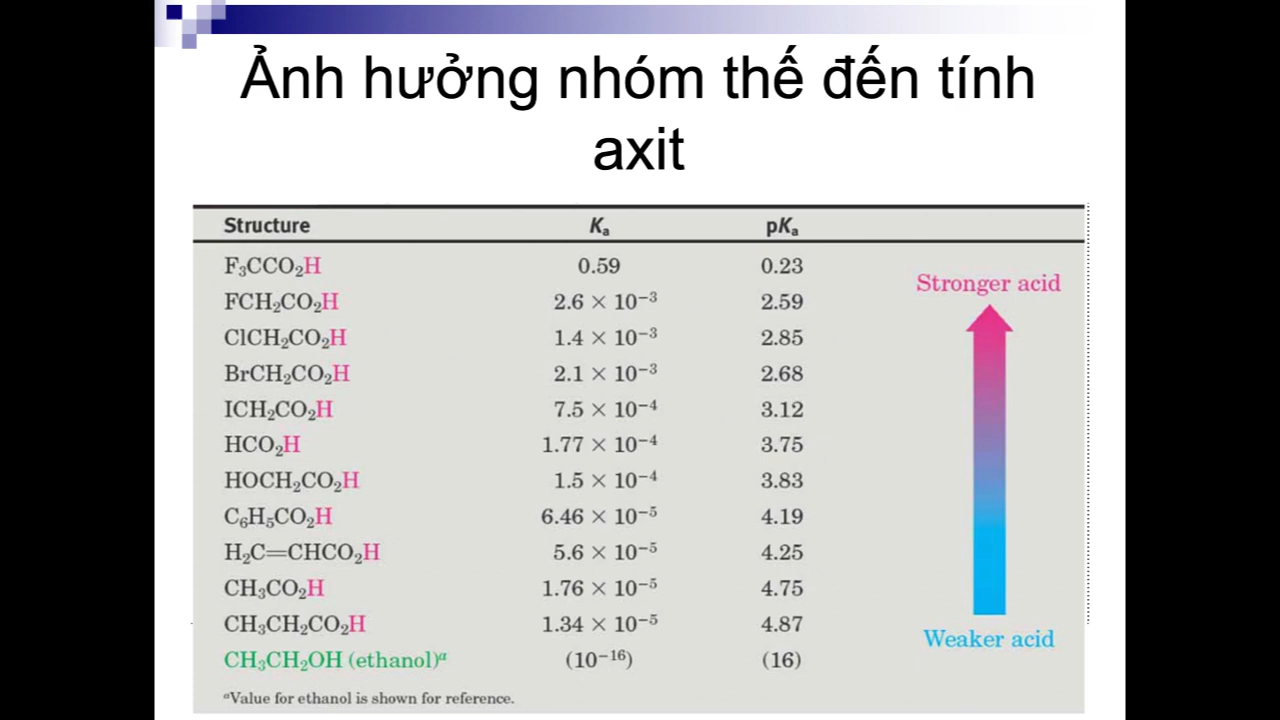 Ảnh hưởng nhóm thế đến tính
axit
Structure Kₐ pKₐ
F₃CCO₂H 0.59 0.23
Stronger acid
FCH₂CO₂H 2.6 × 10⁻³ 2.59
ClCH₂CO₂H 1.4 × 10⁻³ 2.85
BrCH₂CO₂H 2.1 × 10⁻³ 2.68
ICH₂CO₂H 7.5 × 10⁻⁴ 3.12
HCO₂H 1.77 × 10⁻⁴ 3.75
HOCH₂CO₂H 1.5 × 10⁻⁴ 3.83
C₆H₅CO₂H 6.46 × 10⁻⁵ 4.19
H₂C=CHCO₂H 5.6 × 10⁻⁵ 4.25
CH₃CO₂H 1.76 × 10⁻⁵ 4.75
CH₃CH₂CO₂H 1.34 × 10⁻⁵ 4.87
Weaker acid
CH₃CH₂OH (ethanol)ᵃ (10⁻¹⁶) (16)
ᵃValue for ethanol is shown for reference.